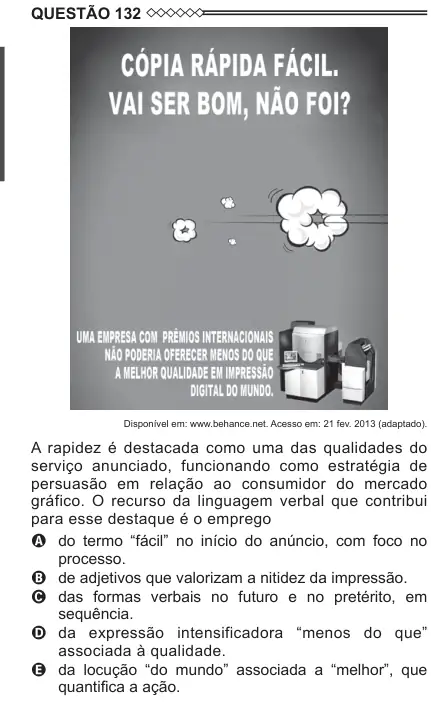 QUESTÃO 132
CÓPIA RÁPIDA FÁCIL.
VAI SER BOM, NÃO FOI?
UMA EMPRESA COM PRÊMIOS INTERNACIONAIS
NÃO PODERIA OFERECER MENOS DO QUE
A MELHOR QUALIDADE EM IMPRESSÃO
DIGITAL DO MUNDO.
Disponível em: www.behance.net. Acesso em: 21 fev. 2013 (adaptado).
A rapidez é destacada como uma das qualidades do
serviço anunciado, funcionando como estratégia de
persuasão em relação ao consumidor do mercado
gráfico. O recurso da linguagem verbal que contribui
para esse destaque é o emprego
A do termo “fácil” no início do anúncio, com foco no
processo.
B de adjetivos que valorizam a nitidez da impressão.
C das formas verbais no futuro e no pretérito, em
sequência.
D da expressão intensificadora “menos do que”
associada à qualidade.
E da locução “do mundo” associada a “melhor”, que
quantifica a ação.